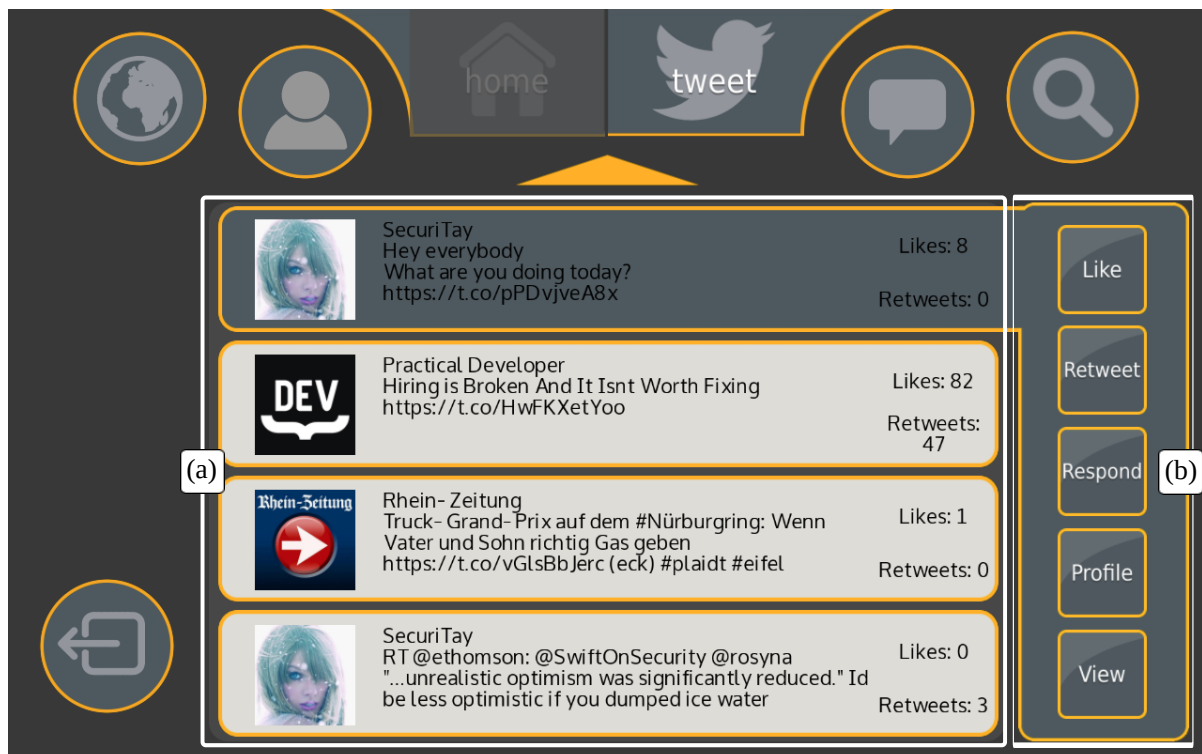 home
tweet
SecuriTay
Hey everybody
What are you doing today?
https://t.co/pPDvjveA8x
Likes: 8
Retweets: 0
DEV
Practical Developer
Hiring is Broken And It Isnt Worth Fixing
https://t.co/HwFKXetYoo
Likes: 82
Retweets:
47
Rhein-Zeitung
Rhein- Zeitung
Truck- Grand- Prix auf dem #Nürburgring: Wenn
Vater und Sohn richtig Gas geben
https://t.co/vGlsBbJerc (eck) #plaidt #eifel
Likes: 1
Retweets: 0
SecuriTay
RT @ethomson: @SwiftOnSecurity @rosyna
"...unrealistic optimism was significantly reduced." Id
be less optimistic if you dumped ice water
Likes: 0
Retweets: 3
(a)
Like
Retweet
Respond
Profile
View
(b)